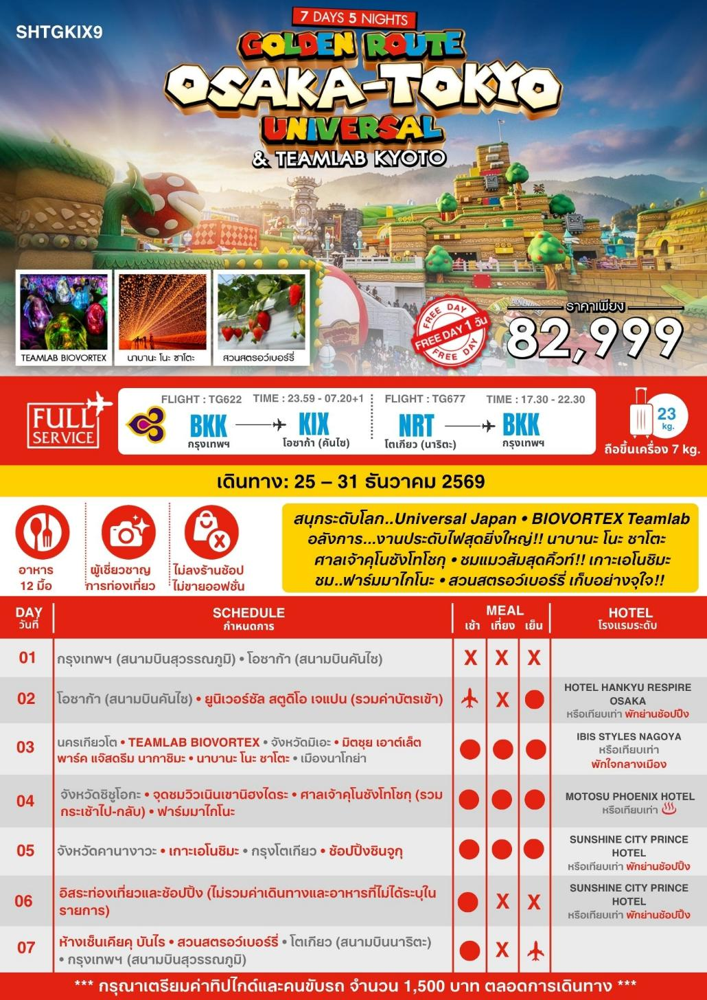 SHTGKIX9
7 DAYS 5 NIGHTS
GOLDEN ROUTE
OSAKA-TOKYO
UNIVERSAL
& TEAMLAB KYOTO
TEAMLAB BIOVORTEX
นาบานะ โนะ ซาโตะ
สวนสตรอว์เบอร์รี่
FREE DAY
FREE DAY 1 วัน
FREE DAY
ราคาเพียง
82,999
FULL
SERVICE
FLIGHT : TG622 TIME : 23.59 - 07.20+1
BKK KIX
กรุงเทพฯ โอซาก้า (คันไซ)
FLIGHT : TG677 TIME : 17.30 - 22.30
NRT BKK
โตเกียว (นาริตะ) กรุงเทพฯ
23
kg.
ถือขึ้นเครื่อง 7 kg.
เดินทาง: 25 – 31 ธันวาคม 2569
อาหาร
12 มื้อ
ผู้เชี่ยวชาญ
การท่องเที่ยว
ไม่ลงร้านช้อป
ไม่ขายออฟชั่น
สนุกระดับโลก..Universal Japan • BIOVORTEX Teamlab
อลังการ...งานประดับไฟสุดยิ่งใหญ่!! นาบานะ โนะ ซาโตะ
ศาลเจ้าคุโนซังโทโชกุ • ชมแมวส้มสุดคิ้วท์!! เกาะเอโนชิมะ
ชม..ฟาร์มมาไกโนะ • สวนสตรอว์เบอร์รี่ เก็บอย่างจุใจ!!
DAY SCHEDULE MEAL HOTEL
วันที่ กำหนดการ เช้า เที่ยง เย็น โรงแรมระดับ
01 กรุงเทพฯ (สนามบินสุวรรณภูมิ) • โอซาก้า (สนามบินคันไซ) X X X
02 โอซาก้า (สนามบินคันไซ) • ยูนิเวอร์ซัล สตูดิโอ เจแปน (รวมค่าบัตรเข้า) X
HOTEL HANKYU RESPIRE
OSAKA
หรือเทียบเท่า พักย่านช้อปปิ้ง
03 นครเกียวโต • TEAMLAB BIOVORTEX • จังหวัดมิเอะ • มิตซุย เอาต์เล็ต
พาร์ค แจ๊สดรีม นากาชิมะ • นาบานะ โนะ ซาโตะ • เมืองนาโกย่า
IBIS STYLES NAGOYA
หรือเทียบเท่า
พักใจกลางเมือง
04 จังหวัดชิซูโอกะ • จุดชมวิวเนินเขานิฮงไดระ • ศาลเจ้าคุโนซังโทโชกุ (รวม
กระเช้าไป-กลับ) • ฟาร์มมาไกโนะ
MOTOSU PHOENIX HOTEL
หรือเทียบเท่า
05 จังหวัดคานางาวะ • เกาะเอโนชิมะ • กรุงโตเกียว • ช้อปปิ้งชินจูกุ
SUNSHINE CITY PRINCE
HOTEL
หรือเทียบเท่า พักย่านช้อปปิ้ง
06 อิสระท่องเที่ยวและช้อปปิ้ง (ไม่รวมค่าเดินทางและอาหารที่ไม่ได้ระบุใน
รายการ) X X
SUNSHINE CITY PRINCE
HOTEL
หรือเทียบเท่า พักย่านช้อปปิ้ง
07 ห้างเซ็นเคียคุ บันไร • สวนสตรอว์เบอร์รี่ • โตเกียว (สนามบินนาริตะ)
• กรุงเทพฯ (สนามบินสุวรรณภูมิ) X
*** กรุณาเตรียมค่าทิปไกด์และคนขับรถ จำนวน 1,500 บาท ตลอดการเดินทาง ***